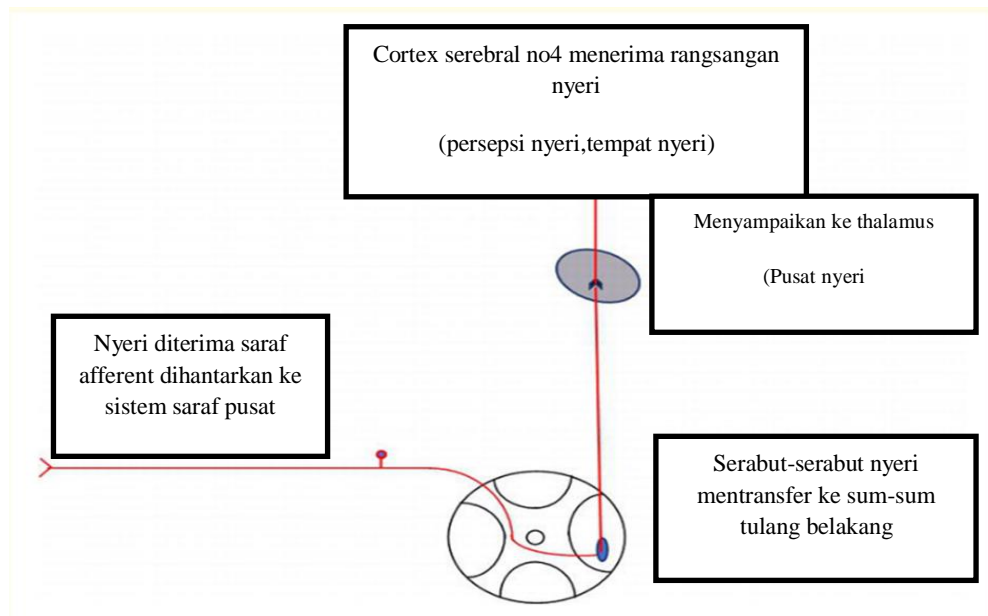 Cortex serebral no4 menerima rangsangan
nyeri
(persepsi nyeri,tempat nyeri)
Menyampaikan ke thalamus
(Pusat nyeri
Nyeri diterima saraf
afferent dihantarkan ke
sistem saraf pusat
Serabut-serabut nyeri
mentransfer ke sum-sum
tulang belakang